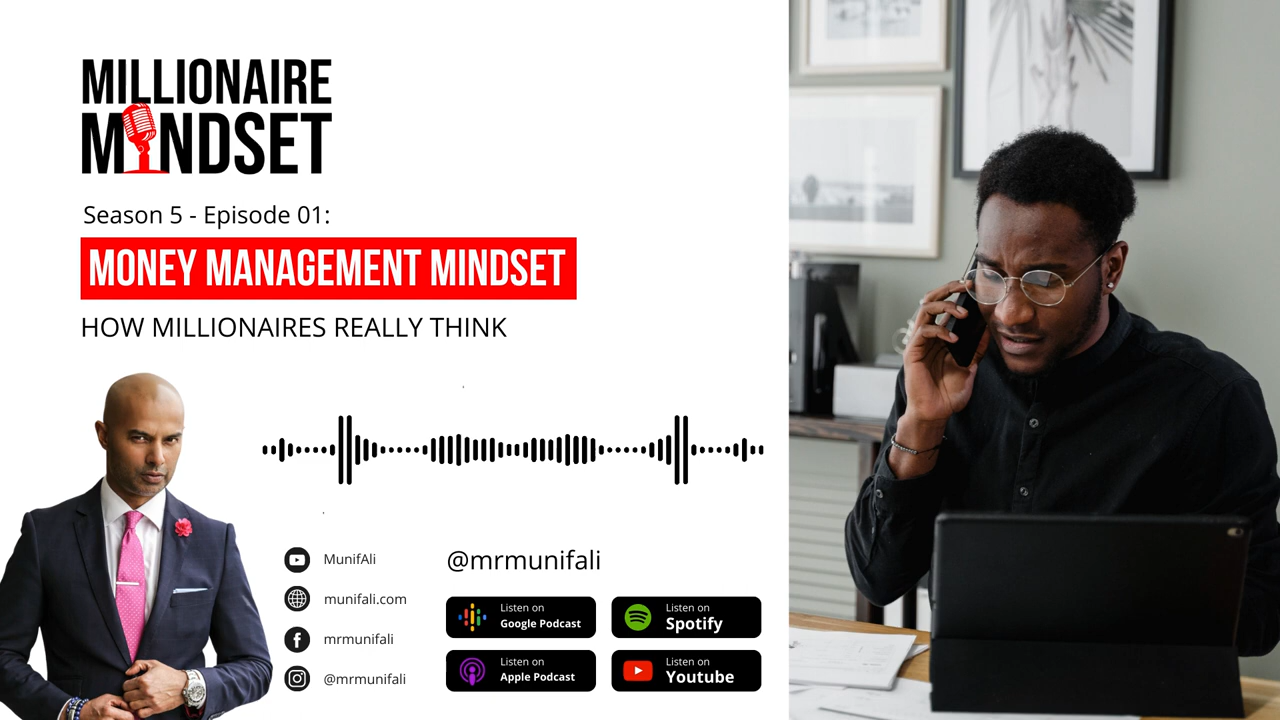 MILLIONAIRE
MINDSET
Season 5 - Episode 01:
MONEY MANAGEMENT MINDSET
HOW MILLIONAIRES REALLY THINK
MunifAli
munifali.com
mrmunifali
@mrmunifali
@mrmunifali
Listen on
Google Podcast
Listen on
Spotify
Listen on
Apple Podcast
Listen on
Youtube